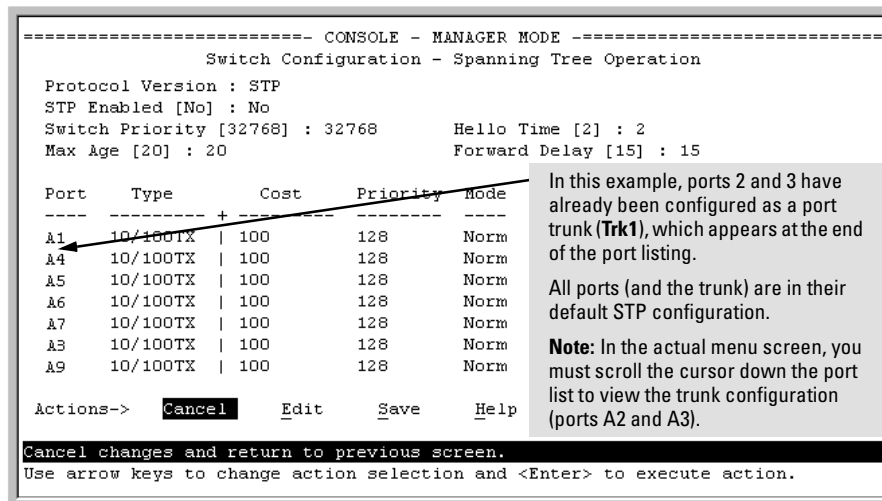 ============================- CONSOLE - MANAGER MODE -==============================
Switch Configuration - Spanning Tree Operation
Protocol Version : STP
STP Enabled [No] : No
Switch Priority [32768] : 32768 Hello Time [2] : 2
Max Age [20] : 20 Forward Delay [15] : 15
Port Type Cost Priority Mode
---- --------- + --------- --------- ----
A1 10/100TX | 100 128 Norm
A4 10/100TX | 100 128 Norm
A5 10/100TX | 100 128 Norm
A6 10/100TX | 100 128 Norm
A7 10/100TX | 100 128 Norm
A3 10/100TX | 100 128 Norm
A9 10/100TX | 100 128 Norm
In this example, ports 2 and 3 have
already been configured as a port
trunk (Trk1), which appears at the end
of the port listing.
All ports (and the trunk) are in their
default STP configuration.
Note: In the actual menu screen, you
must scroll the cursor down the port
list to view the trunk configuration
(ports A2 and A3).
Actions-> Cancel Edit Save Help
Cancel changes and return to previous screen.
Use arrow keys to change action selection and <Enter> to execute action.